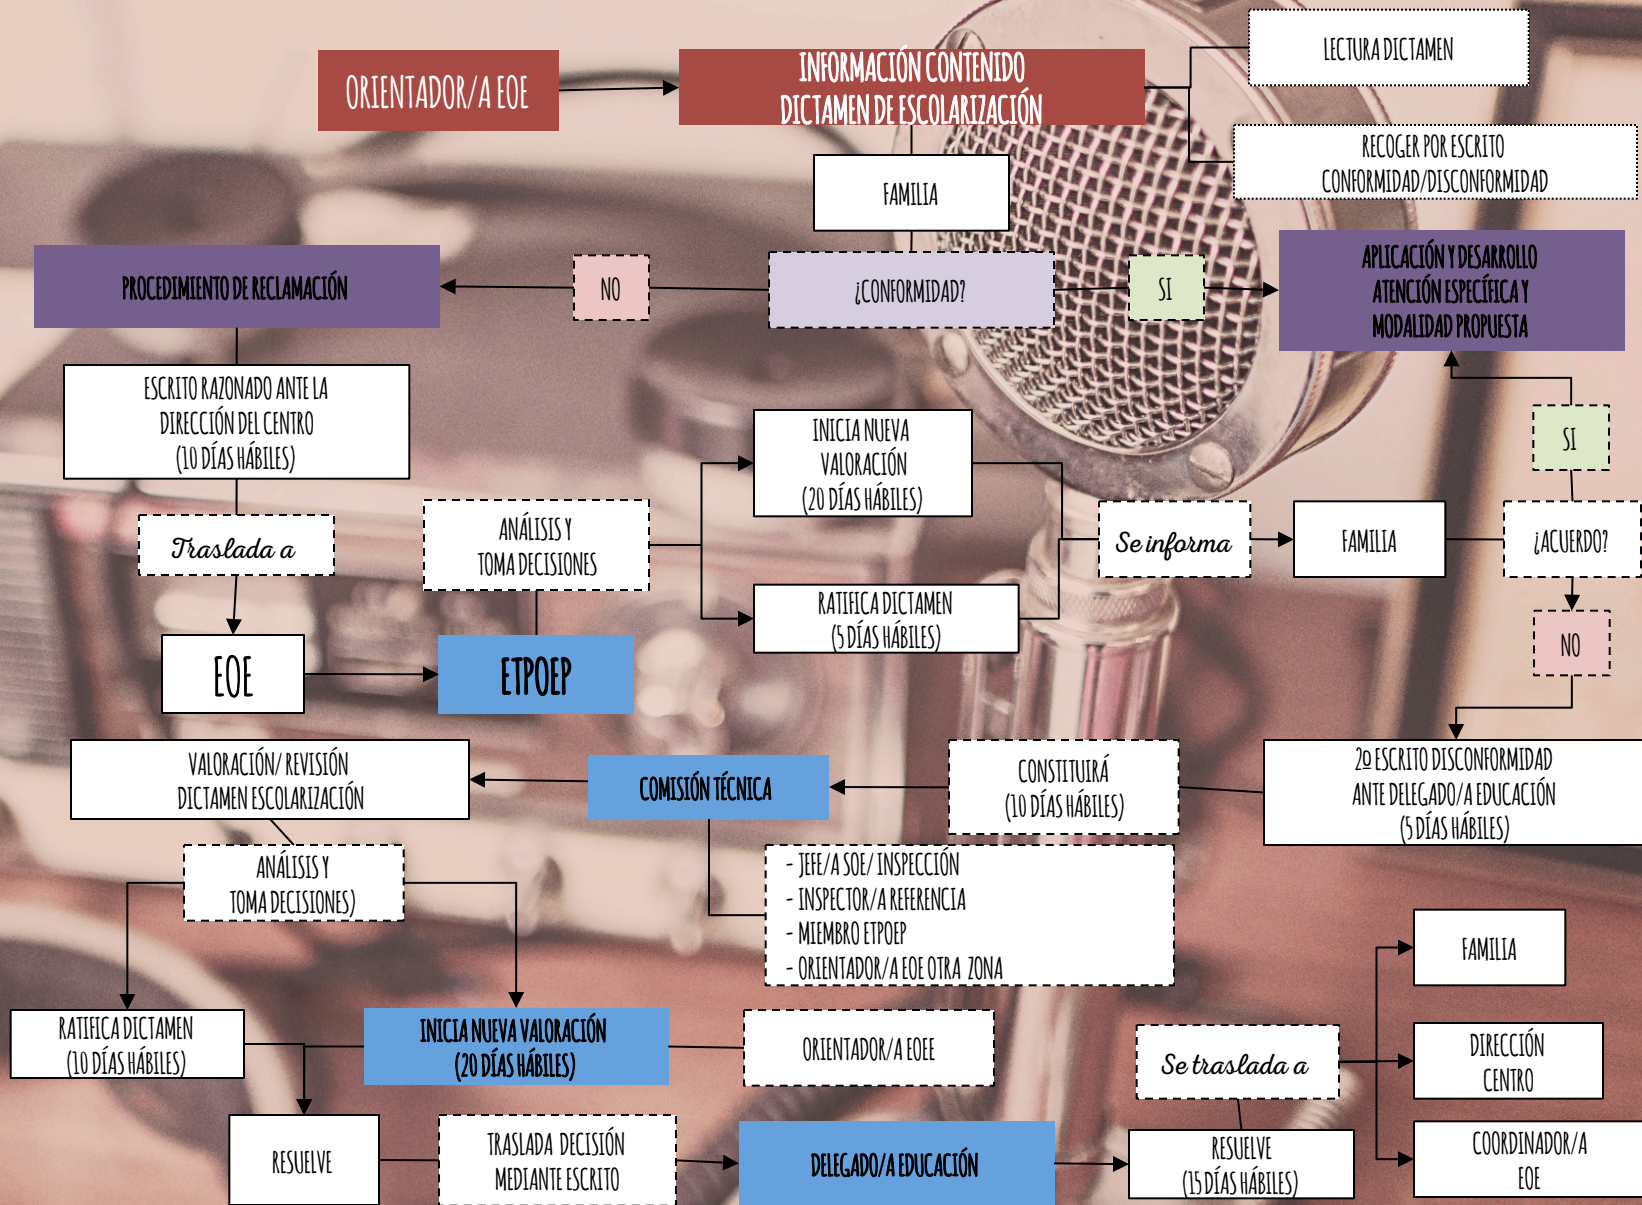 ORIENTADOR/A EOE
INFORMACIÓN CONTENIDO
DICTAMEN DE ESCOLARIZACIÓN
LECTURA DICTAMEN
RECOGER POR ESCRITO
CONFORMIDAD/DISCONFORMIDAD
FAMILIA
PROCEDIMIENTO DE RECLAMACIÓN
NO
¿CONFORMIDAD?
SI
APLICACIÓN Y DESARROLLO
ATENCIÓN ESPECÍFICA Y
MODALIDAD PROPUESTA
ESCRITO RAZONADO ANTE LA
DIRECCIÓN DEL CENTRO
(10 DÍAS HÁBILES)
Traslada a
EOE
ETPOEP
ANÁLISIS Y
TOMA DECISIONES
INICIA NUEVA
VALORACIÓN
(20 DÍAS HÁBILES)
RATIFICA DICTAMEN
(5 DÍAS HÁBILES)
Se informa
FAMILIA
¿ACUERDO?
SI
NO
2º ESCRITO DISCONFORMIDAD
ANTE DELEGADO/A EDUCACIÓN
(5 DÍAS HÁBILES)
CONSTITUIRÁ
(10 DÍAS HÁBILES)
COMISIÓN TÉCNICA
- JEFE/A SOE/ INSPECCIÓN
- INSPECTOR/A REFERENCIA
- MIEMBRO ETPOEP
- ORIENTADOR/A EOE OTRA ZONA
VALORACIÓN/ REVISIÓN
DICTAMEN ESCOLARIZACIÓN
ANÁLISIS Y
TOMA DECISIONES)
RATIFICA DICTAMEN
(10 DÍAS HÁBILES)
INICIA NUEVA VALORACIÓN
(20 DÍAS HÁBILES)
ORIENTADOR/A EOEE
RESUELVE
TRASLADA DECISIÓN
MEDIANTE ESCRITO
DELEGADO/A EDUCACIÓN
RESUELVE
(15 DÍAS HÁBILES)
Se traslada a
FAMILIA
DIRECCIÓN
CENTRO
COORDINADOR/A
EOE